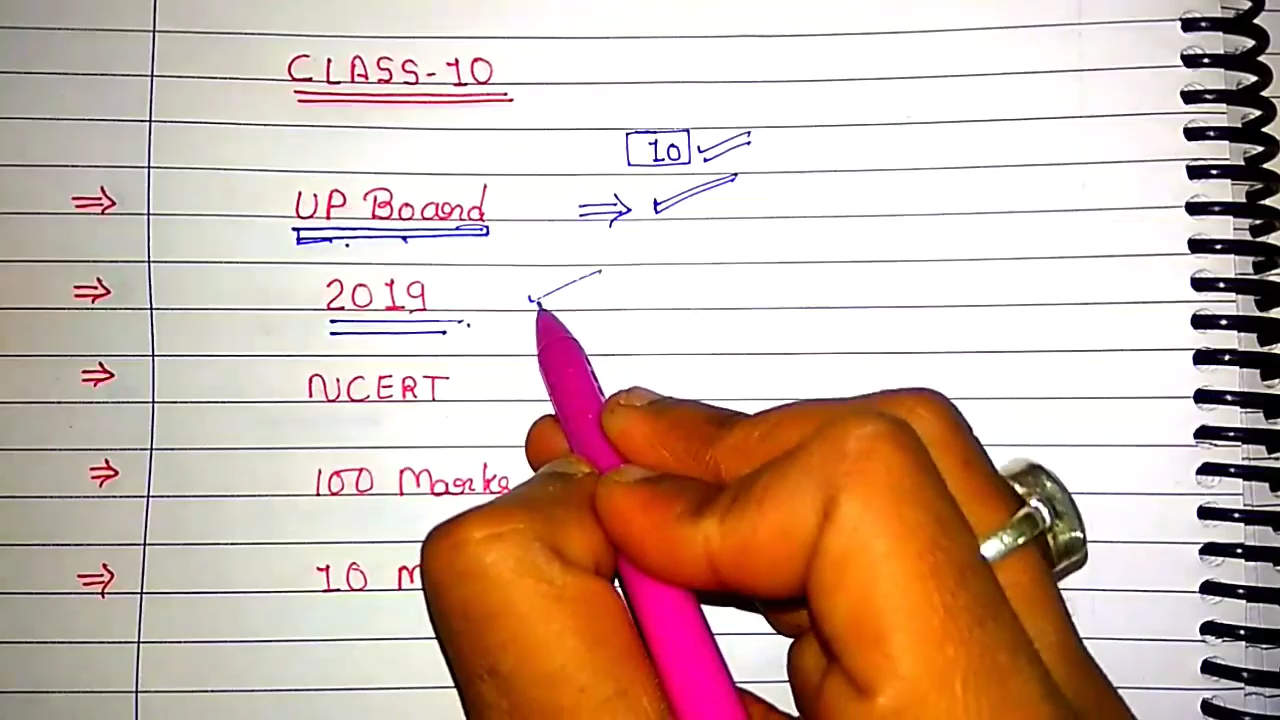 CLASS-10
10
⇒ UP Board ⇒
⇒ 2019
⇒ NCERT
⇒ 100 Marks
⇒ 10